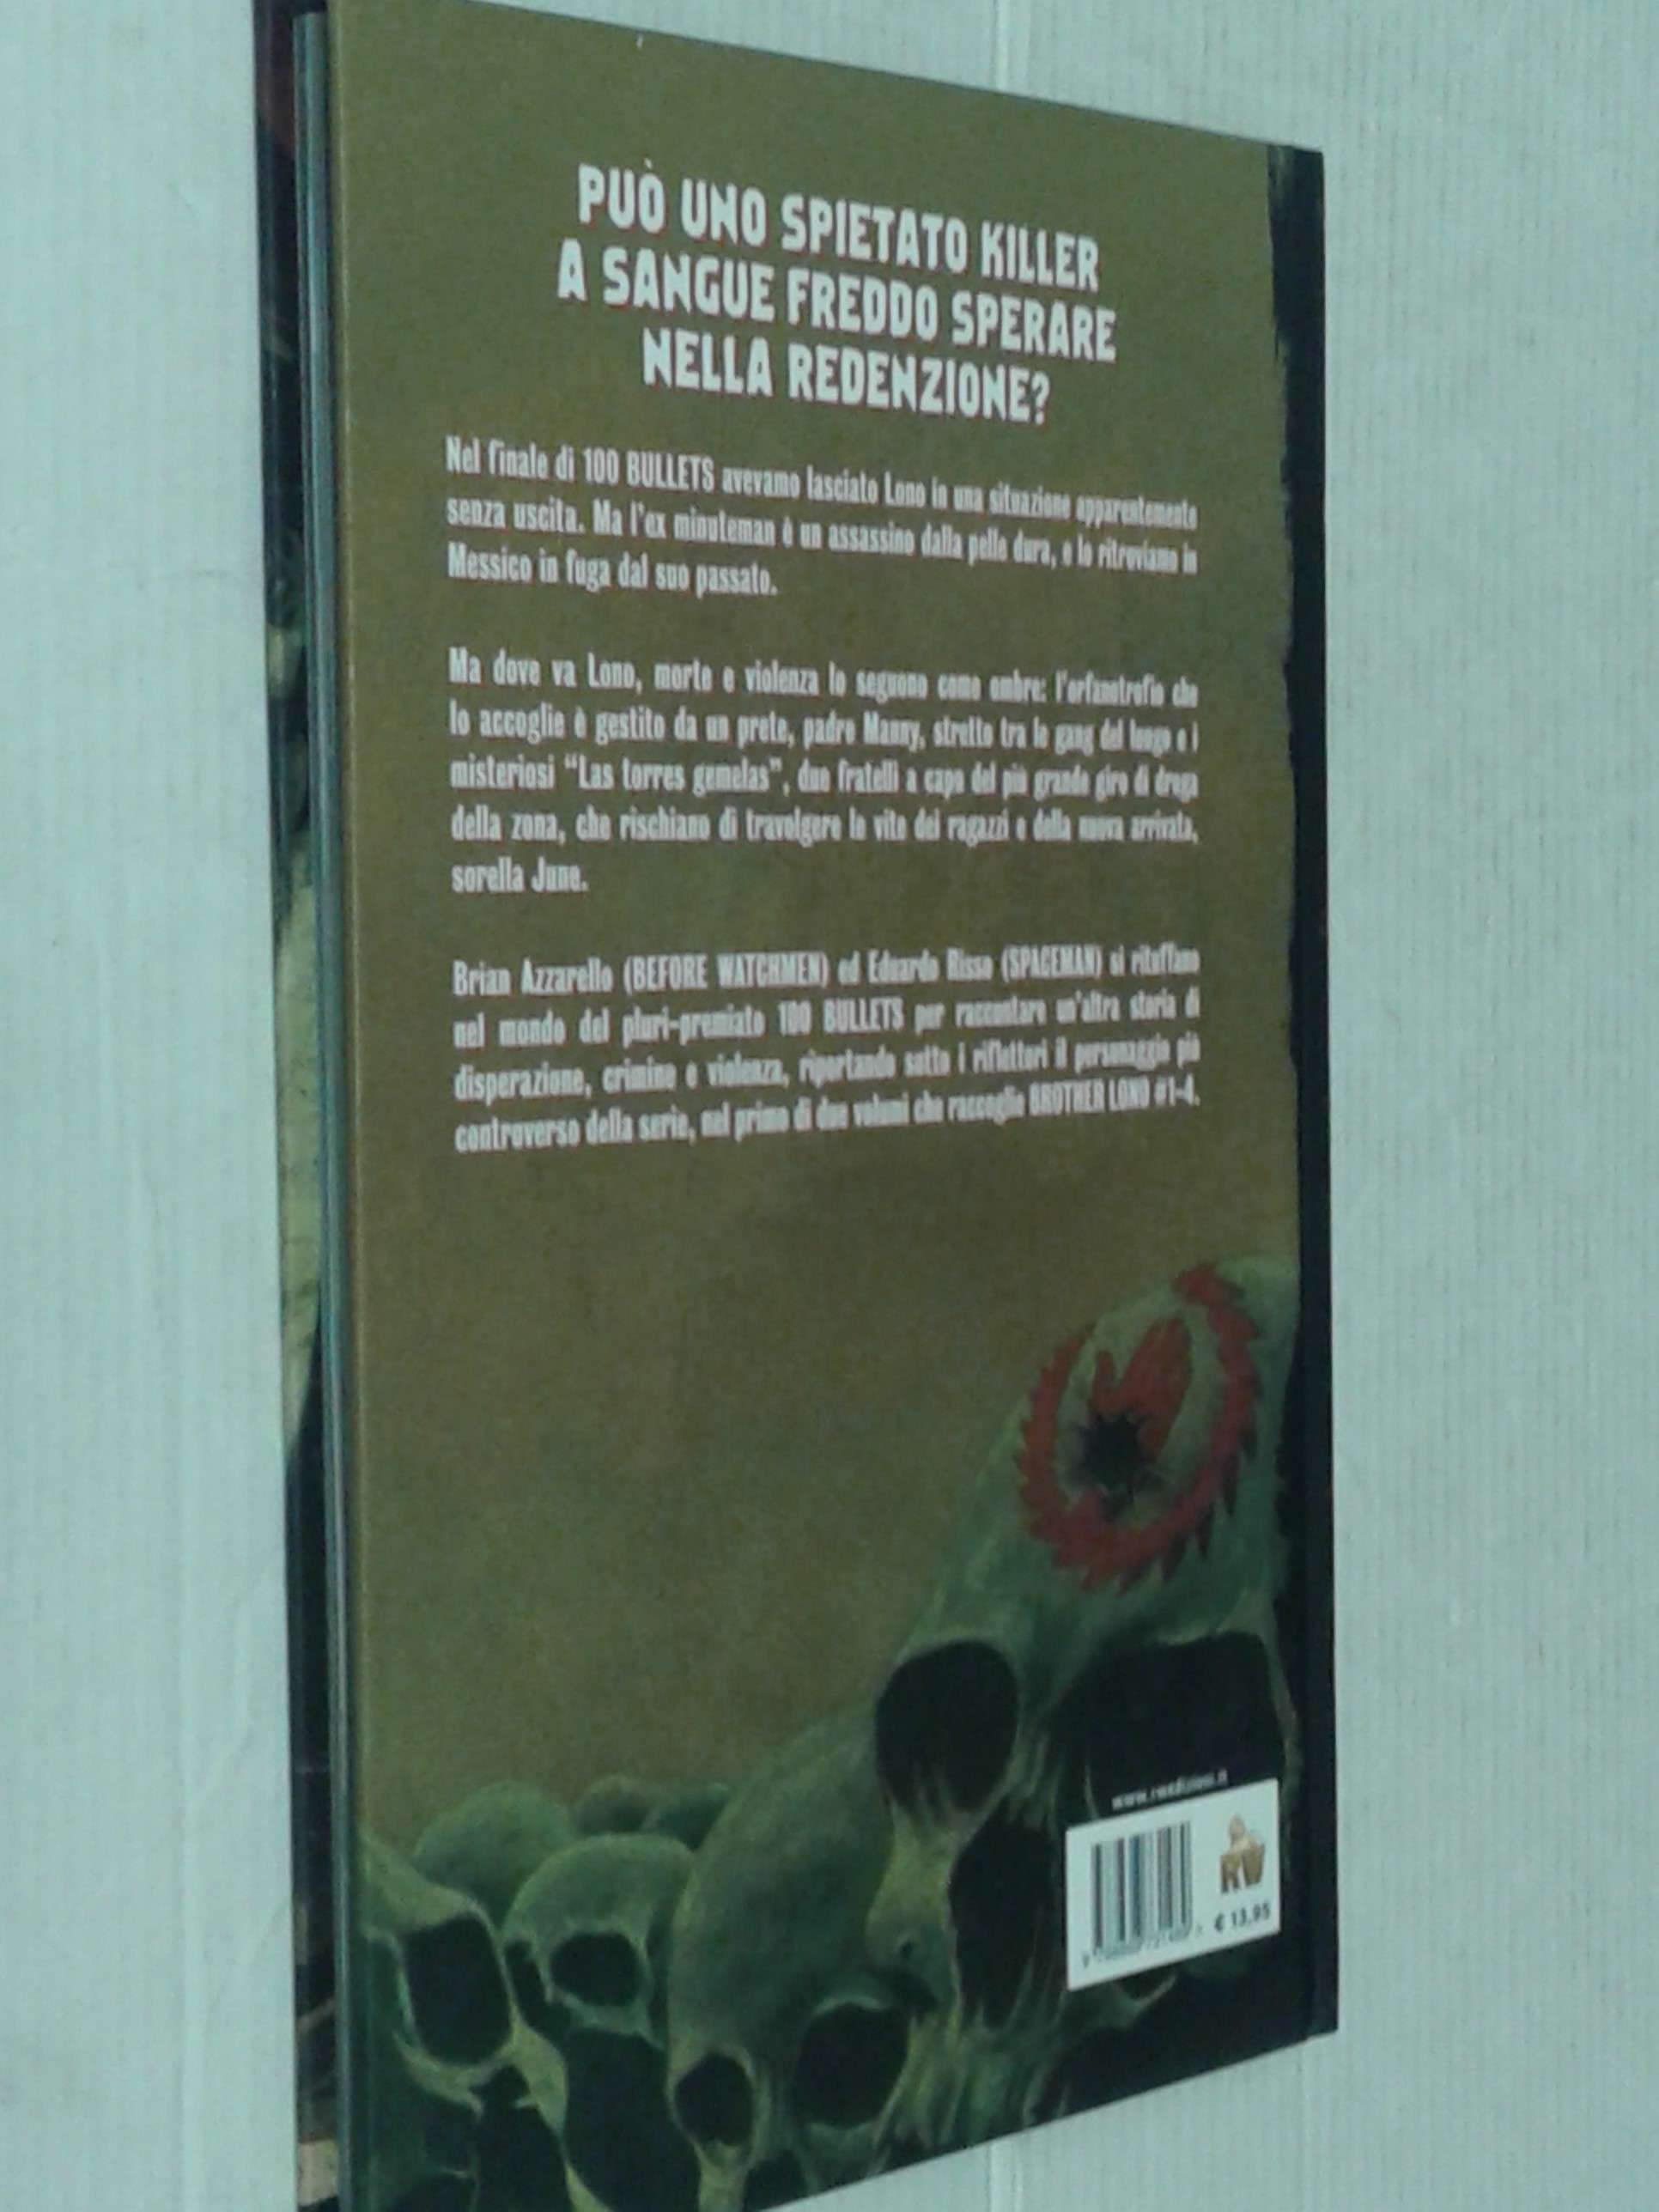 PUÒ UNO SPIETATO KILLER
A SANGUE FREDDO SPERARE
NELLA REDENZIONE?
Nel finale di 100 BULLETS avevamo lasciato Lono in una situazione apparentemente
senza uscita. Ma l'ex minuteman è un assassino dalla pelle dura, e lo ritroviamo in
Messico in fuga dal suo passato.
Ma dove va Lono, morte e violenza lo seguono come ombre: l'orfanotrofio che
lo accoglie è gestito da un prete, padre Manny, stretto tra le gang del luogo e i
misteriosi “Las torres gemelas”, due fratelli a capo del più grande giro di droga
della zona, che rischiano di travolgere le vite dei ragazzi e della nuova arrivata,
sorella June.
Brian Azzarello (BEFORE WATCHMEN) ed Eduardo Risso (SPACEMAN) si rituffano
nel mondo del pluri-premiato 100 BULLETS per raccontare un'altra storia di
disperazione, crimine e violenza, riportando sotto i riflettori il personaggio più
controverso della serie, nel primo di due volumi che raccoglie BROTHER LONO #1-4.
www.rwedizioni.it
RW
€ 13,95